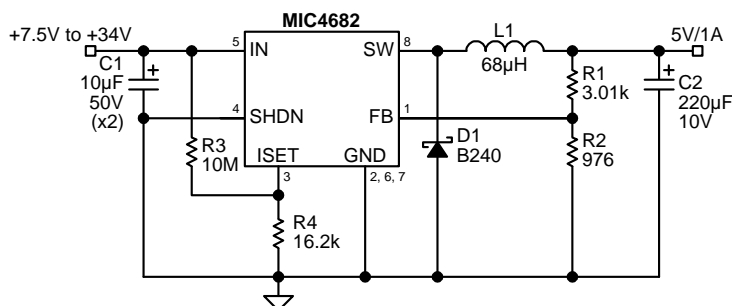 MIC4682
+7.5V to +34V
5V/1A
5
IN
SW
8
L1
68µH
C1
10µF
50V
(x2)
R1
3.01k
C2
220µF
10V
4
SHDN
FB
1
R3
10M
D1
B240
R2
976
ISET
GND
3
2, 6, 7
R4
16.2k
+
+